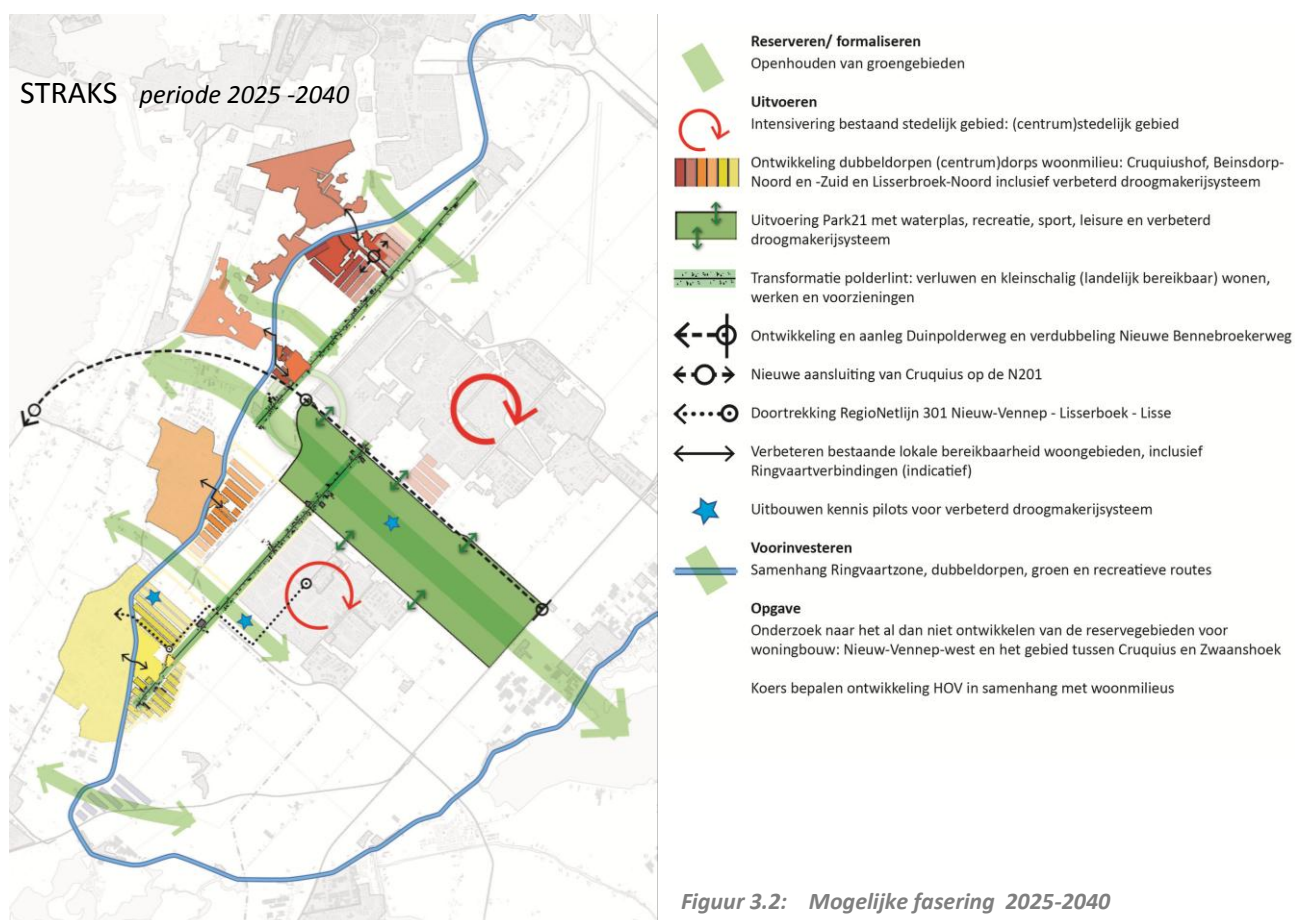 STRAKS periode 2025 -2040
Reserveren/ formaliseren
Openhouden van groengebieden
Uitvoeren
Intensivering bestaand stedelijk gebied: (centrum)stedelijk gebied
Ontwikkeling dubbeldorpen (centrum)dorps woonmilieu: Cruquiushof, Beinsdorp-
Noord en -Zuid en Lisserbroek-Noord inclusief verbeterd droogmakerijsysteem
Uitvoering Park21 met waterplas, recreatie, sport, leisure en verbeterd
droogmakerijsysteem
Transformatie polderlint: verluwen en kleinschalig (landelijk bereikbaar) wonen,
werken en voorzieningen
Ontwikkeling en aanleg Duinpolderweg en verdubbeling Nieuwe Bennebroekerweg
Nieuwe aansluiting van Cruquius op de N201
Doortrekking RegioNetlijn 301 Nieuw-Vennep - Lisserboek - Lisse
Verbeteren bestaande lokale bereikbaarheid woongebieden, inclusief
Ringvaartverbindingen (indicatief)
Uitbouwen kennis pilots voor verbeterd droogmakerijsysteem
Voorinvesteren
Samenhang Ringvaartzone, dubbeldorpen, groen en recreatieve routes
Opgave
Onderzoek naar het al dan niet ontwikkelen van de reservegebieden voor
woningbouw: Nieuw-Vennep-west en het gebied tussen Cruquius en Zwaanshoek
Koers bepalen ontwikkeling HOV in samenhang met woonmilieus
Figuur 3.2: Mogelijke fasering 2025-2040